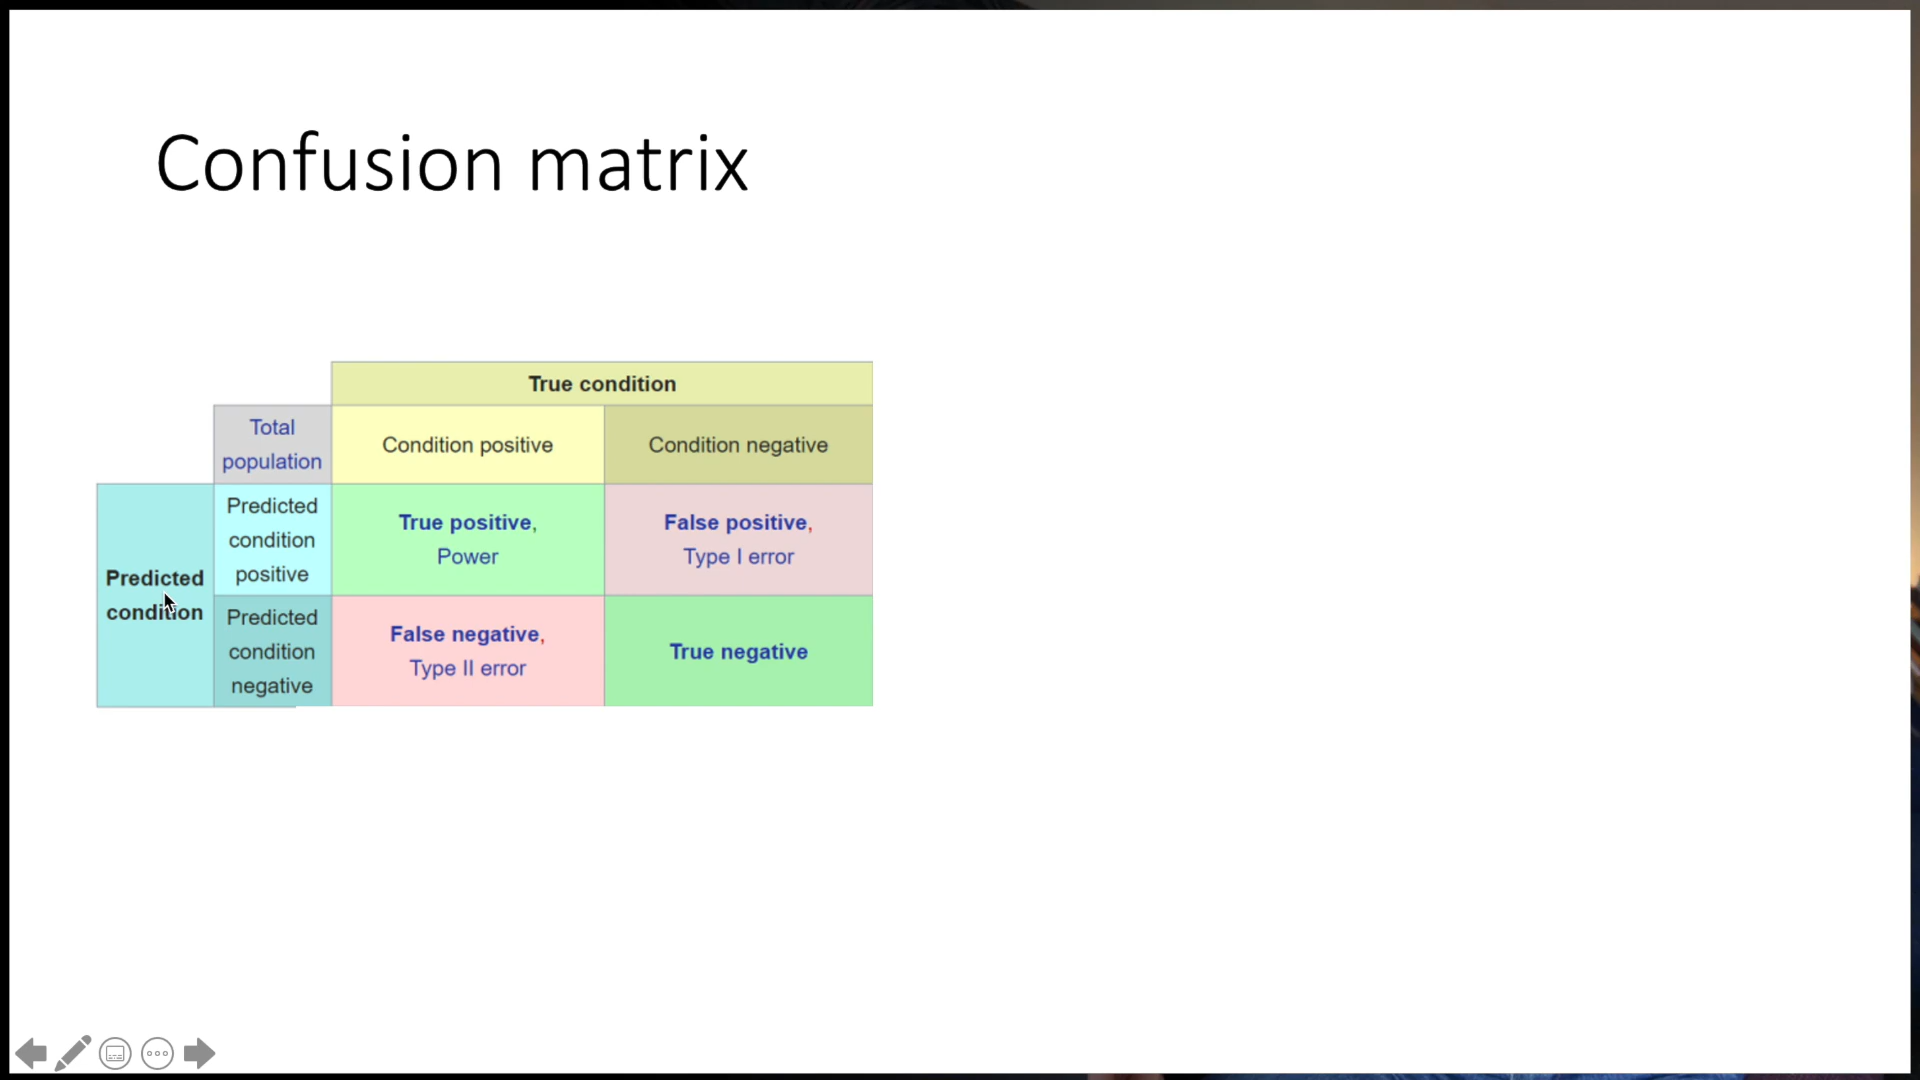 Confusion matrix
True condition
Total
population
Condition positive
Condition negative
Predicted
condition
Predicted
condition
positive
True positive,
Power
False positive,
Type I error
Predicted
condition
negative
False negative,
Type II error
True negative